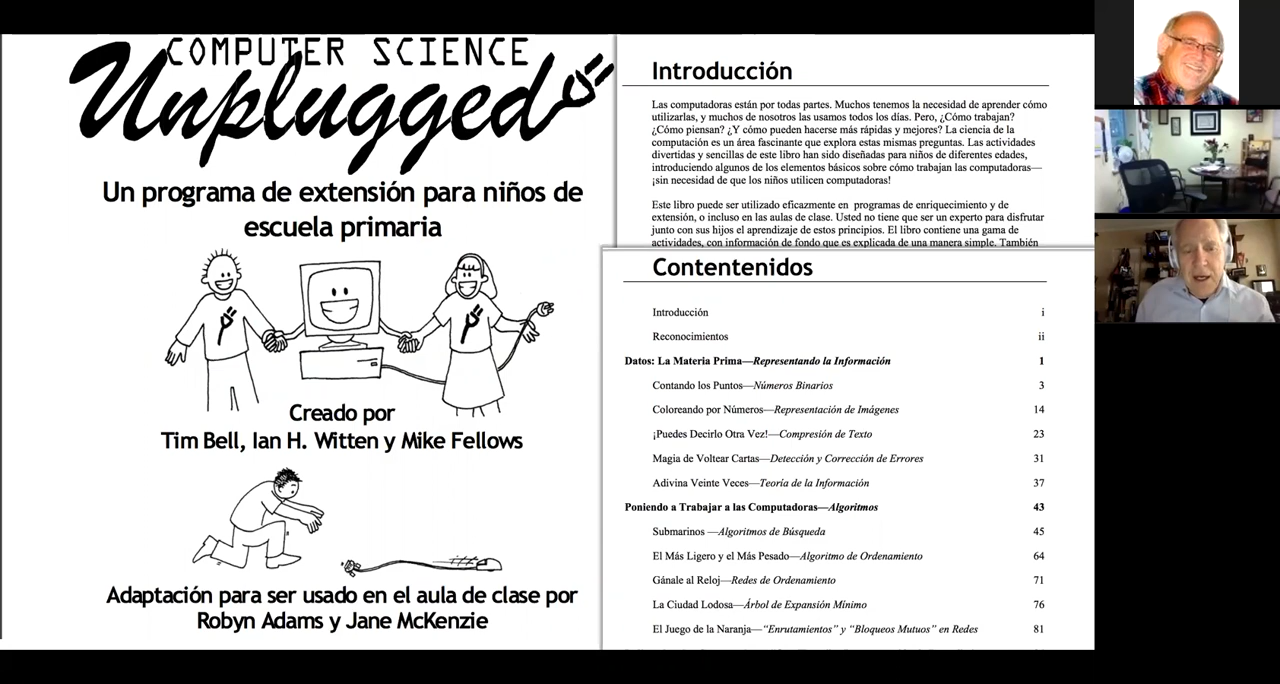 COMPUTER SCIENCE
Unplugged
Un programa de extensión para niños de
escuela primaria
Creado por
Tim Bell, Ian H. Witten y Mike Fellows
Adaptación para ser usado en el aula de clase por
Robyn Adams y Jane McKenzie
Introducción
Las computadoras están por todas partes. Muchos tenemos la necesidad de aprender cómo
utilizarlas, y muchos de nosotros las usamos todos los días. Pero, ¿Cómo trabajan?
¿Cómo piensan? ¿Y cómo pueden hacerse más rápidas y mejores? La ciencia de la
computación es un área fascinante que explora estas mismas preguntas. Las actividades
divertidas y sencillas de este libro han sido diseñadas para niños de diferentes edades,
introduciendo algunos de los elementos básicos sobre cómo trabajan las computadoras—
¡sin necesidad de que los niños utilicen computadoras!
Este libro puede ser utilizado eficazmente en programas de enriquecimiento y de
extensión, o incluso en las aulas de clase. Usted no tiene que ser un experto para disfrutar
junto con sus hijos el aprendizaje de estos principios. El libro contiene una gama de
actividades, con información de fondo que es explicada de una manera simple. También
Contentenidos
Introducción i
Reconocimientos ii
Datos: La Materia Prima—Representando la Información 1
Contando los Puntos—Números Binarios 3
Coloreando por Números—Representación de Imágenes 14
¡Puedes Decirlo Otra Vez!—Compresión de Texto 23
Magia de Voltear Cartas—Detección y Corrección de Errores 31
Adivina Veinte Veces—Teoría de la Información 37
Poniendo a Trabajar a las Computadoras—Algoritmos 43
Submarinos —Algoritmos de Búsqueda 45
El Más Ligero y el Más Pesado—Algoritmo de Ordenamiento 64
Gánale al Reloj—Redes de Ordenamiento 71
La Ciudad Lodosa—Árbol de Expansión Mínimo 76
El Juego de la Naranja—“Enrutamientos” y “Bloqueos Mutuos” en Redes 81